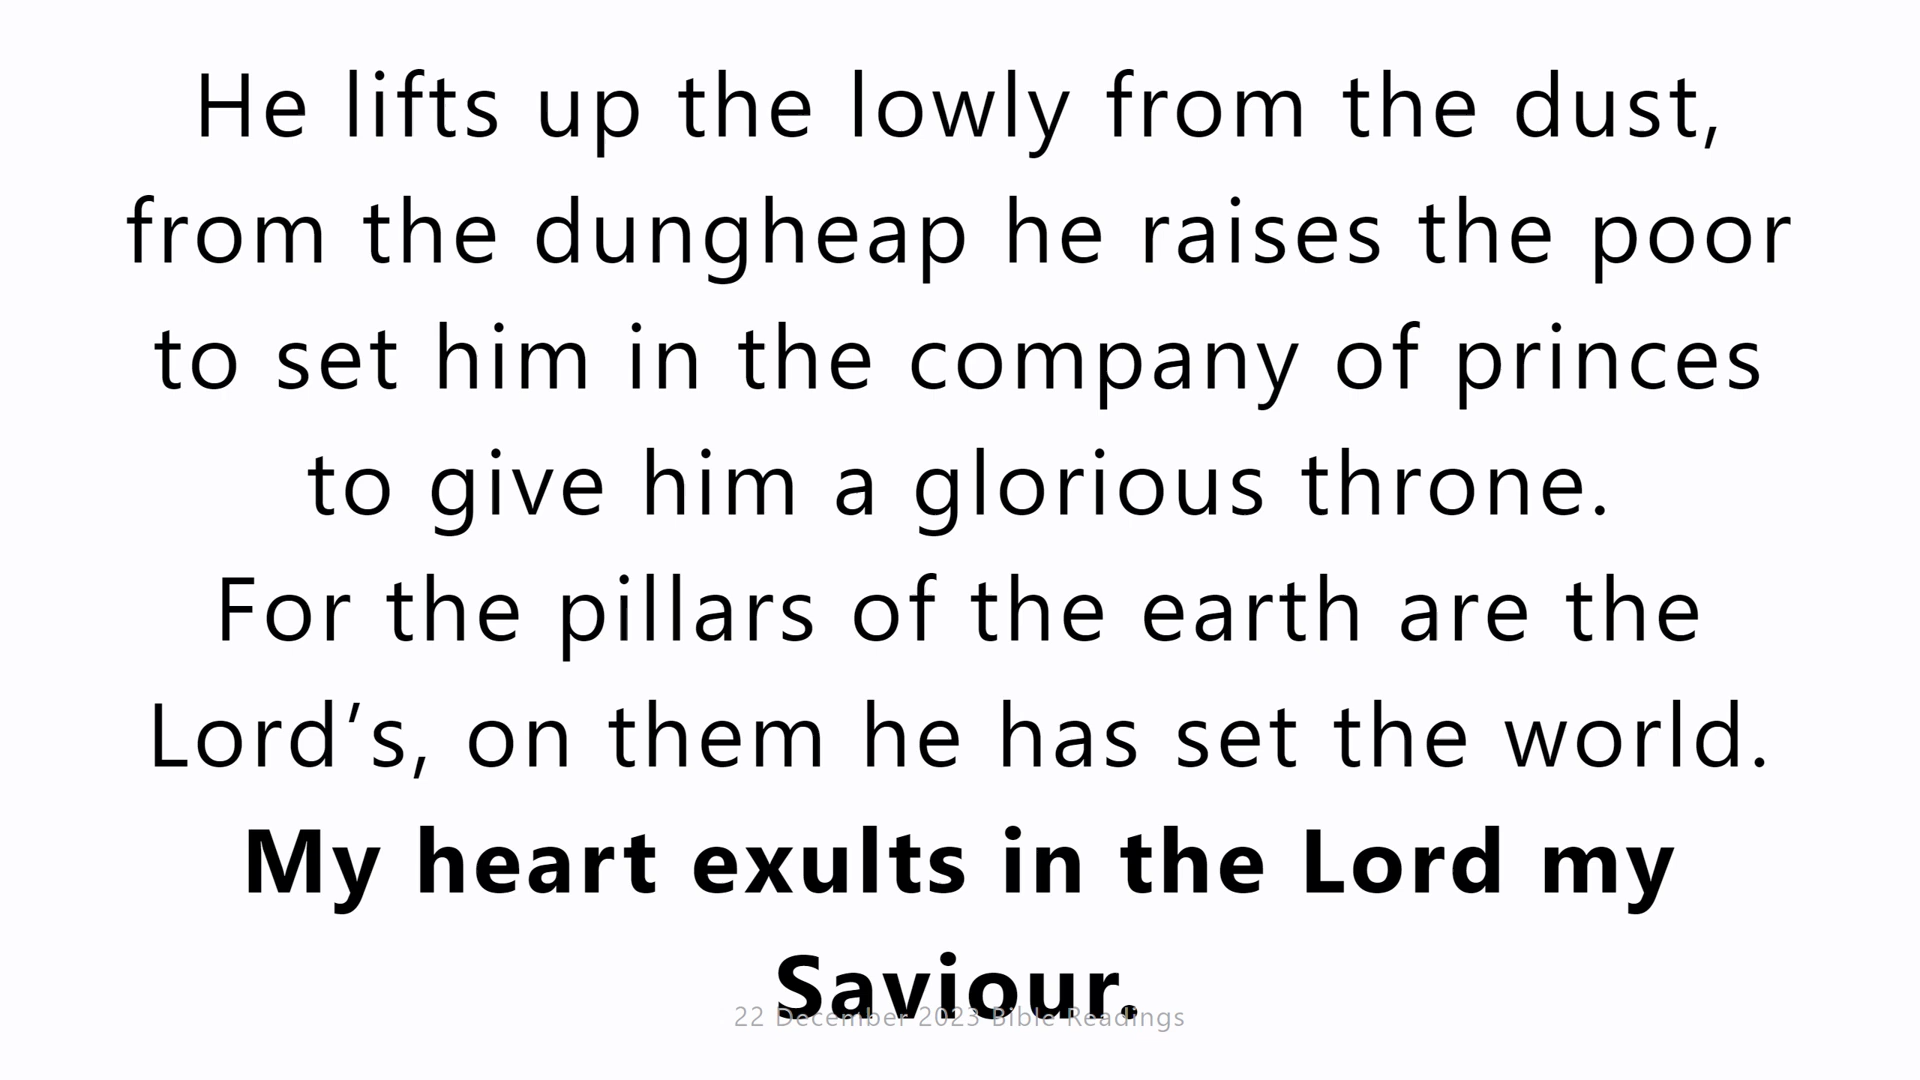 He lifts up the lowly from the dust,
from the dungheap he raises the poor
to set him in the company of princes
to give him a glorious throne.
For the pillars of the earth are the
Lord’s, on them he has set the world.
My heart exults in the Lord my
Saviour.
22 December 2023 Bible Readings